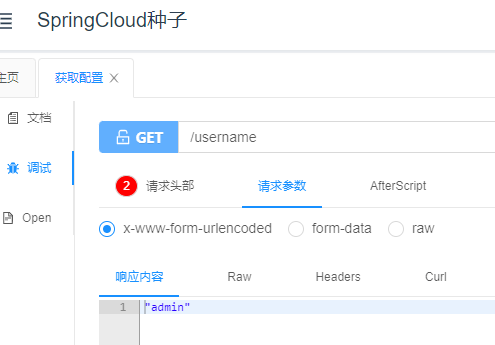 SpringCloud种子
主页
获取配置
文档
调试
Open
GET
/username
2
请求头部
请求参数
AfterScript
x-www-form-urlencoded
form-data
raw
响应内容
Raw
Headers
Curl
1
"admin"